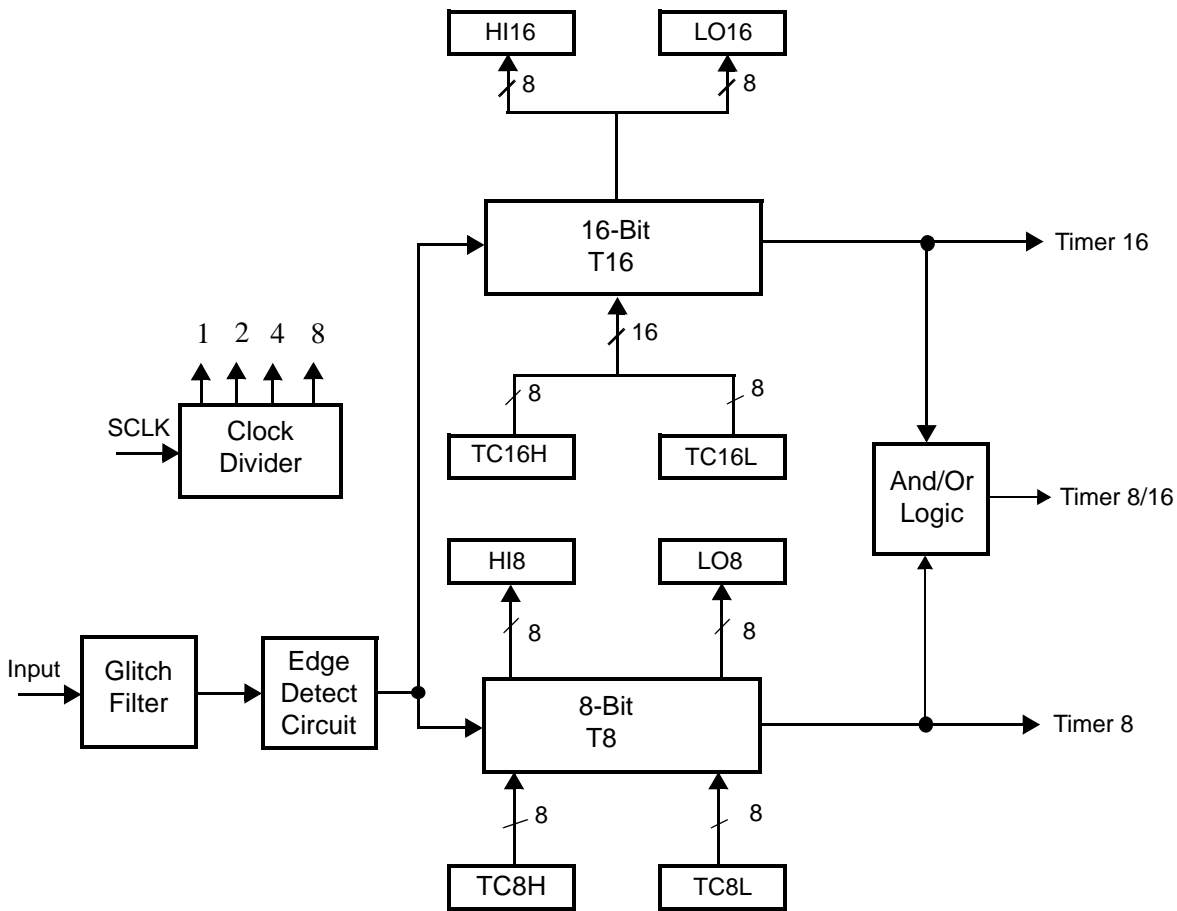 HI16
LO16
8
8
16-Bit
T16
Timer 16
16
1 2 4 8
8
8
SCLK
Clock
Divider
TC16H
TC16L
And/Or
Logic
Timer 8/16
HI8
LO8
8
8
Input
Glitch
Filter
Edge
Detect
Circuit
8-Bit
T8
Timer 8
8
8
TC8H
TC8L